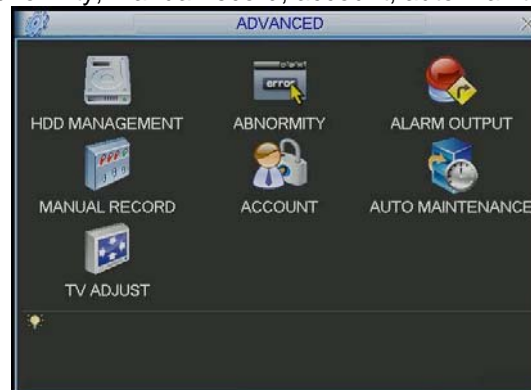 ADVANCED
error
HDD MANAGEMENT
ABNORMITY
ALARM OUTPUT
MANUAL RECORD
ACCOUNT
AUTO MAINTENANCE
TV ADJUST